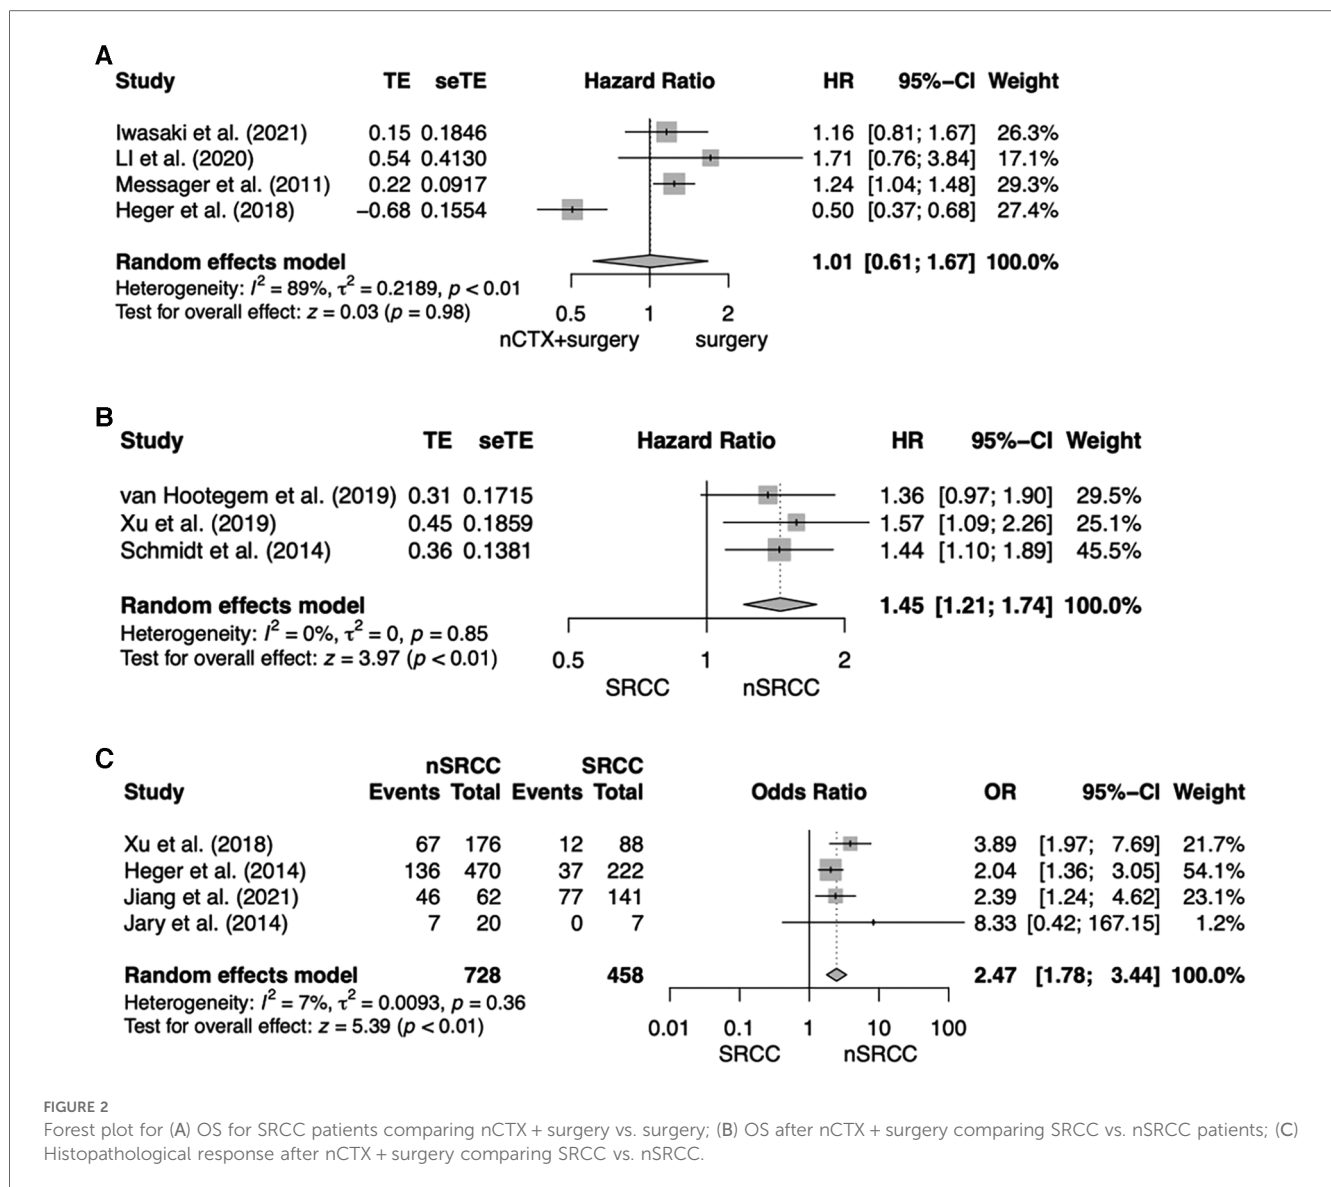 A
Study TE seTE Hazard Ratio HR 95%−CI Weight
Iwasaki et al. (2021) 0.15 0.1846 1.16 [0.81; 1.67] 26.3%
LI et al. (2020) 0.54 0.4130 1.71 [0.76; 3.84] 17.1%
Messager et al. (2011) 0.22 0.0917 1.24 [1.04; 1.48] 29.3%
Heger et al. (2018) −0.68 0.1554 0.50 [0.37; 0.68] 27.4%
Random effects model 1.01 [0.61; 1.67] 100.0%
Heterogeneity: I² = 89%, τ² = 0.2189, p < 0.01
Test for overall effect: z = 0.03 (p = 0.98) 0.5 1 2
nCTX+surgery surgery
B
Study TE seTE Hazard Ratio HR 95%−CI Weight
van Hootegem et al. (2019) 0.31 0.1715 1.36 [0.97; 1.90] 29.5%
Xu et al. (2019) 0.45 0.1859 1.57 [1.09; 2.26] 25.1%
Schmidt et al. (2014) 0.36 0.1381 1.44 [1.10; 1.89] 45.5%
Random effects model 1.45 [1.21; 1.74] 100.0%
Heterogeneity: I² = 0%, τ² = 0, p = 0.85
Test for overall effect: z = 3.97 (p < 0.01) 0.5 1 2
SRCC nSRCC
C
nSRCC SRCC
Study Events Total Events Total Odds Ratio OR 95%−CI Weight
Xu et al. (2018) 67 176 12 88 3.89 [1.97; 7.69] 21.7%
Heger et al. (2014) 136 470 37 222 2.04 [1.36; 3.05] 54.1%
Jiang et al. (2021) 46 62 77 141 2.39 [1.24; 4.62] 23.1%
Jary et al. (2014) 7 20 0 7 8.33 [0.42; 167.15] 1.2%
Random effects model 728 458 2.47 [1.78; 3.44] 100.0%
Heterogeneity: I² = 7%, τ² = 0.0093, p = 0.36
Test for overall effect: z = 5.39 (p < 0.01) 0.01 0.1 1 10 100
SRCC nSRCC
FIGURE 2
Forest plot for (A) OS for SRCC patients comparing nCTX + surgery vs. surgery; (B) OS after nCTX + surgery comparing SRCC vs. nSRCC patients; (C)
Histopathological response after nCTX + surgery comparing SRCC vs. nSRCC.